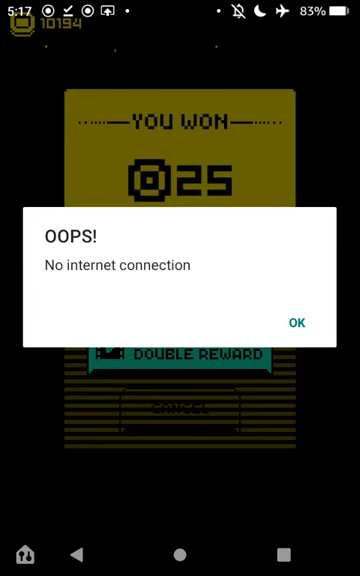 5:17
83%
10194
YOU WON
25
OOPS!
No internet connection
OK
DOUBLE REWARD
CANCEL